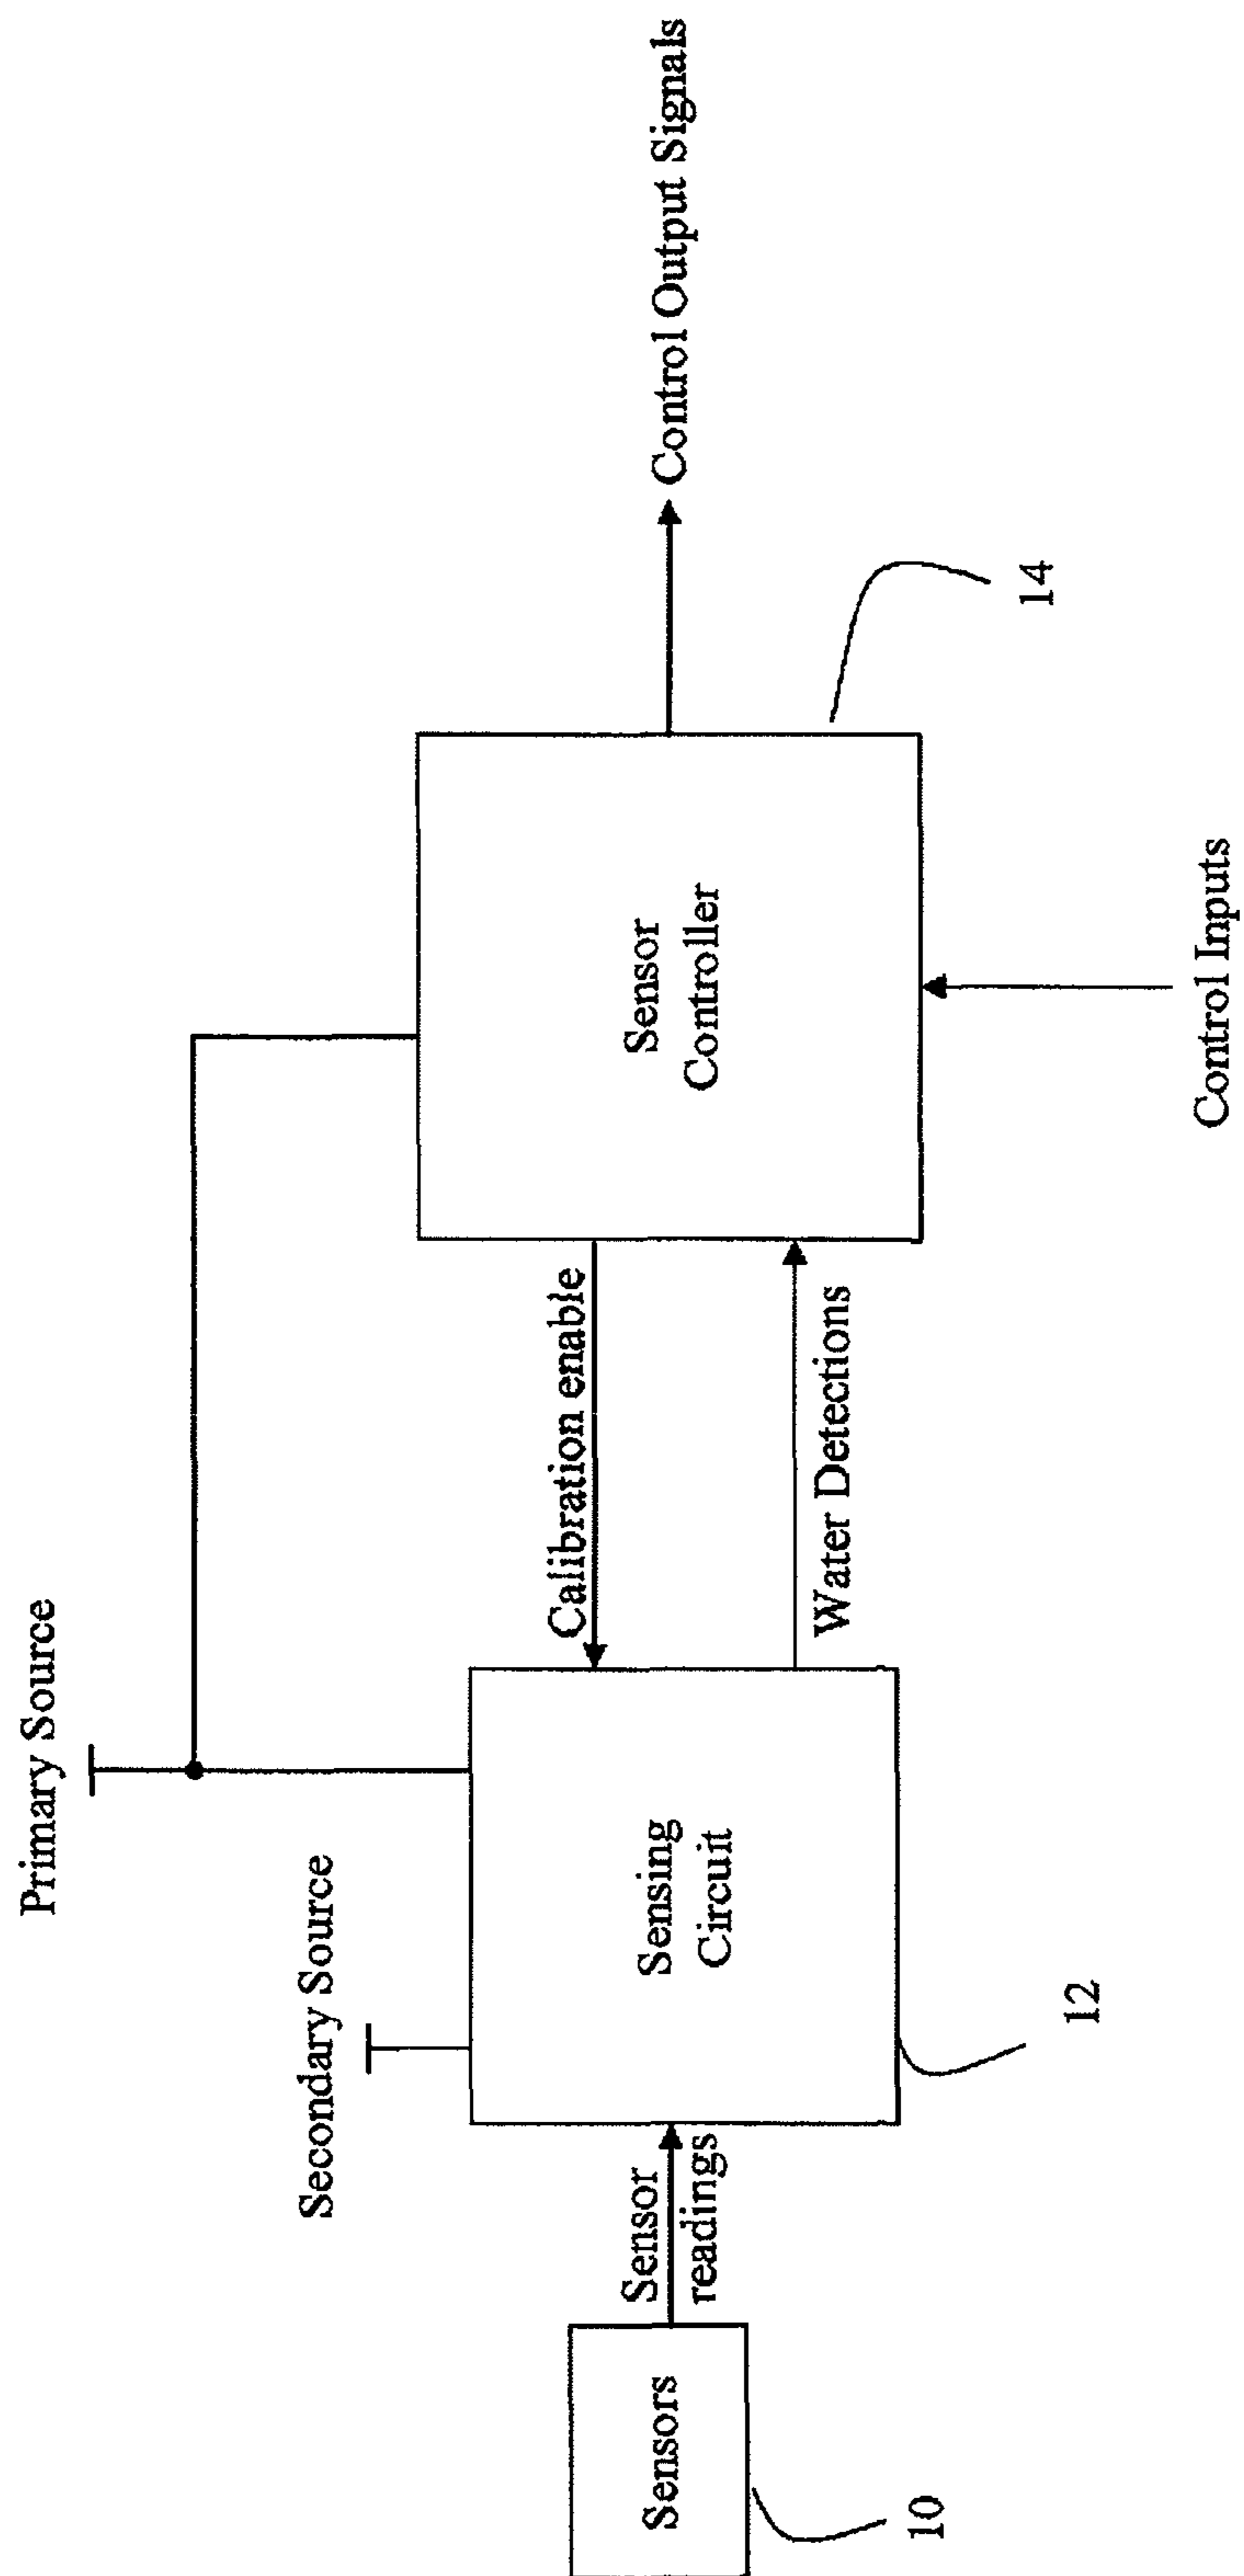 Primary Source
Secondary Source
Sensors
Sensor
readings
Sensing
Circuit
Calibration enable
Water Detections
Sensor
Controller
Control Output Signals
Control Inputs
10
12
14